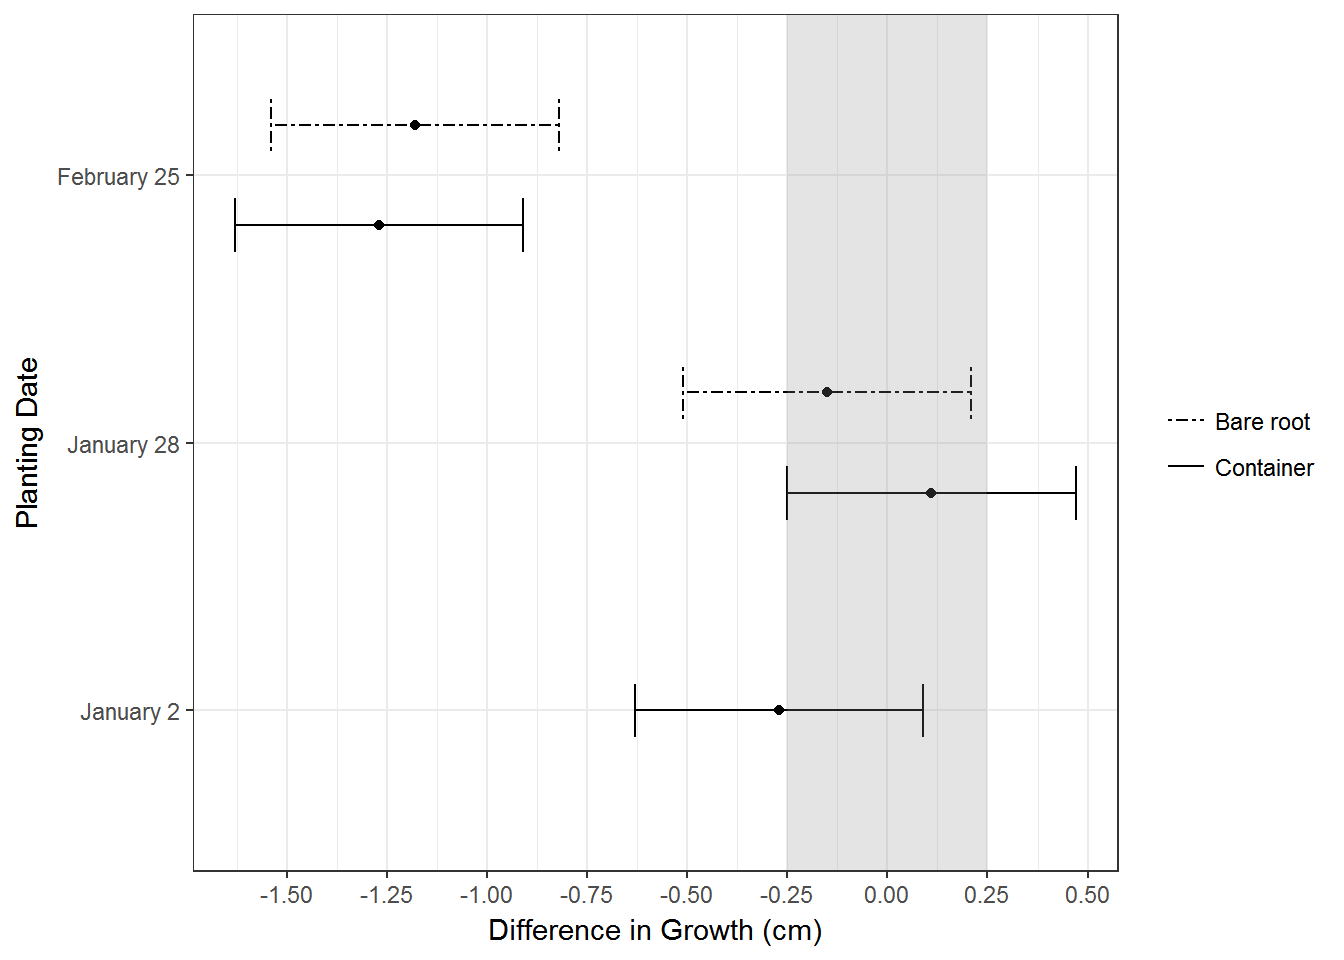 February 25
January 28
January 2
Planting Date
-1.50 -1.25 -1.00 -0.75 -0.50 -0.25 0.00 0.25 0.50
Difference in Growth (cm)
Bare root
Container